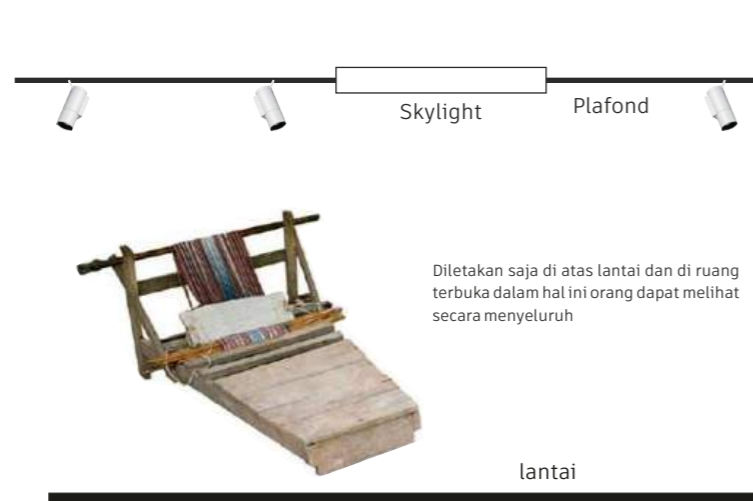 Skylight
Plafond
Diletakan saja di atas lantai dan di ruang
terbuka dalam hal ini orang dapat melihat
secara menyeluruh
lantai